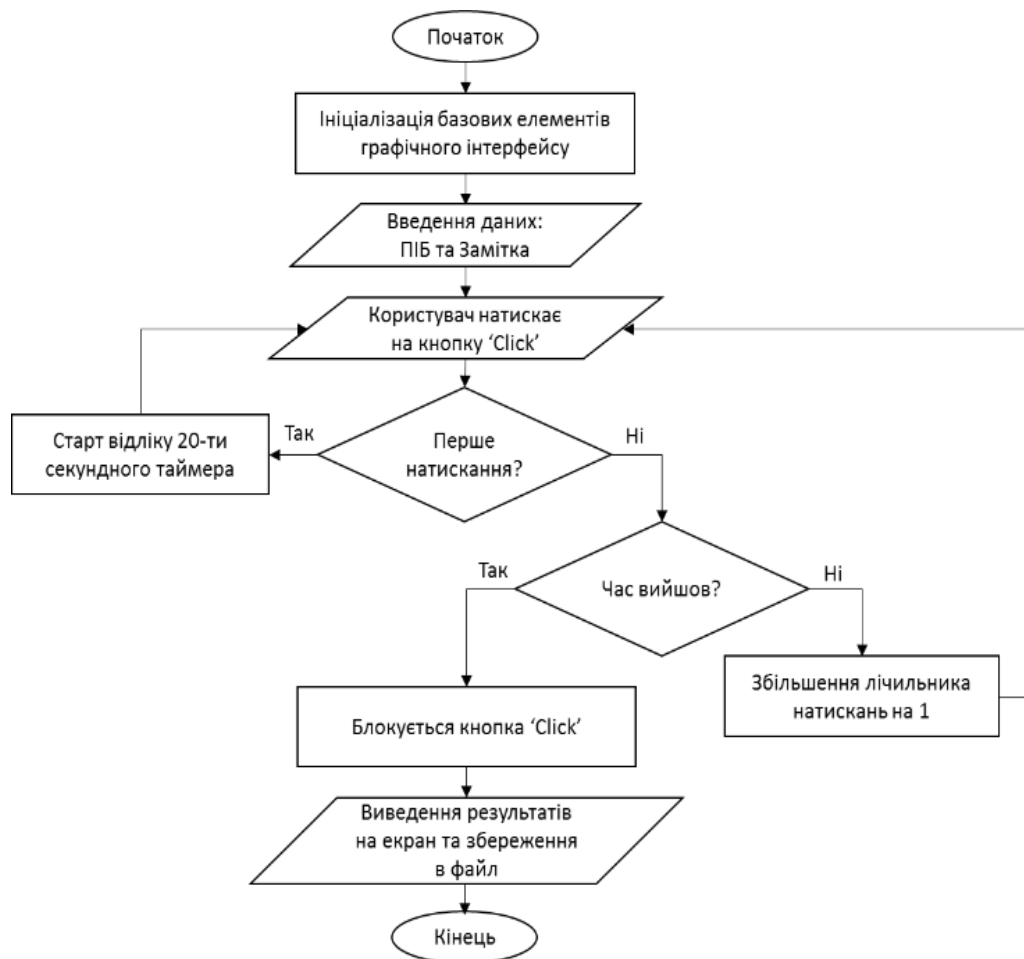 Початок
Ініціалізація базових елементів
графічного інтерфейсу
Введення даних:
ПІБ та Замітка
Користувач натискає
на кнопку ‘Click’
Старт відліку 20-ти
секундного таймера
Так
Перше
натискання?
Ні
Так
Час вийшов?
Ні
Збільшення лічильника
натискань на 1
Блокується кнопка ‘Click’
Виведення результатів
на екран та збереження
в файл
Кінець